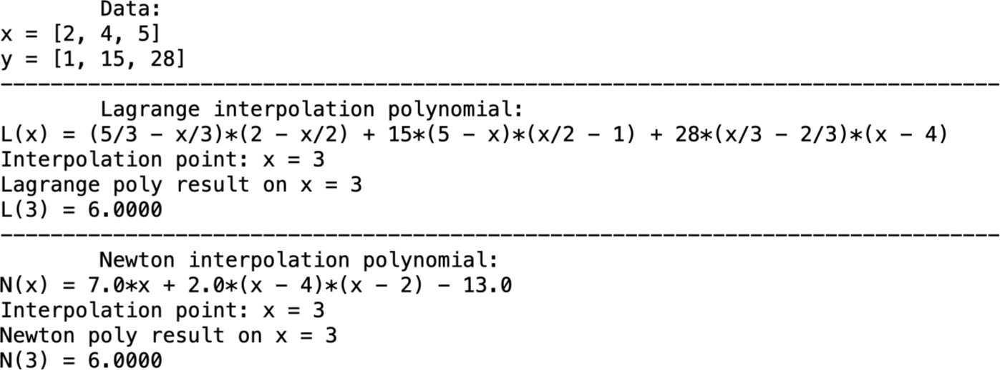 Data:
x = [2, 4, 5]
y = [1, 15, 28]
--------------------------------------------------------------------------------
Lagrange interpolation polynomial:
L(x) = (5/3 - x/3)*(2 - x/2) + 15*(5 - x)*(x/2 - 1) + 28*(x/3 - 2/3)*(x - 4)
Interpolation point: x = 3
Lagrange poly result on x = 3
L(3) = 6.0000
--------------------------------------------------------------------------------
Newton interpolation polynomial:
N(x) = 7.0*x + 2.0*(x - 4)*(x - 2) - 13.0
Interpolation point: x = 3
Newton poly result on x = 3
N(3) = 6.0000